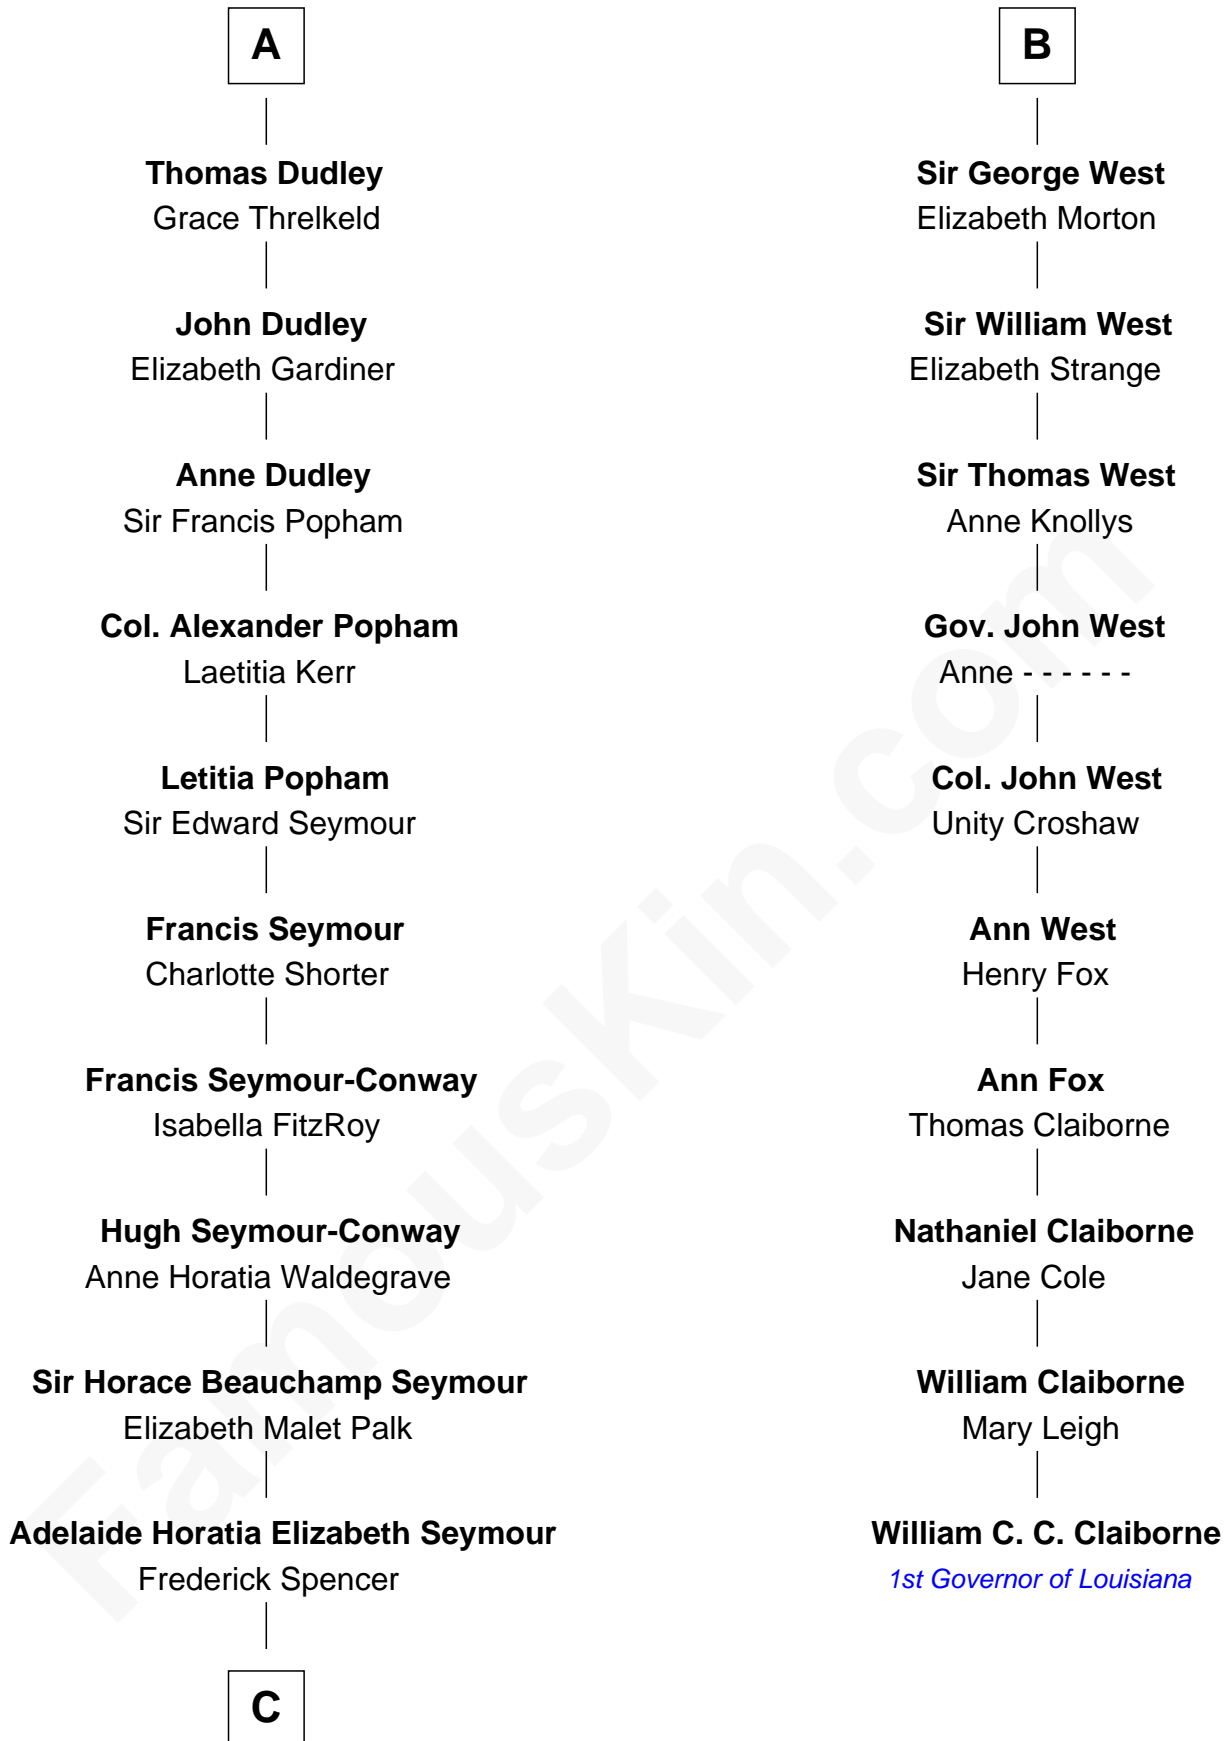 A
Thomas Dudley
Grace Threlkeld
John Dudley
Elizabeth Gardiner
Anne Dudley
Sir Francis Popham
Col. Alexander Popham
Laetitia Kerr
Letitia Popham
Sir Edward Seymour
Francis Seymour
Charlotte Shorter
Francis Seymour-Conway
Isabella FitzRoy
Hugh Seymour-Conway
Anne Horatia Waldegrave
Sir Horace Beauchamp Seymour
Elizabeth Malet Palk
Adelaide Horatia Elizabeth Seymour
Frederick Spencer
C
B
Sir George West
Elizabeth Morton
Sir William West
Elizabeth Strange
Sir Thomas West
Anne Knollys
Gov. John West
Anne - - - - - -
Col. John West
Unity Croshaw
Ann West
Henry Fox
Ann Fox
Thomas Claiborne
Nathaniel Claiborne
Jane Cole
William Claiborne
Mary Leigh
William C. C. Claiborne
1st Governor of Louisiana
FamousKin.com